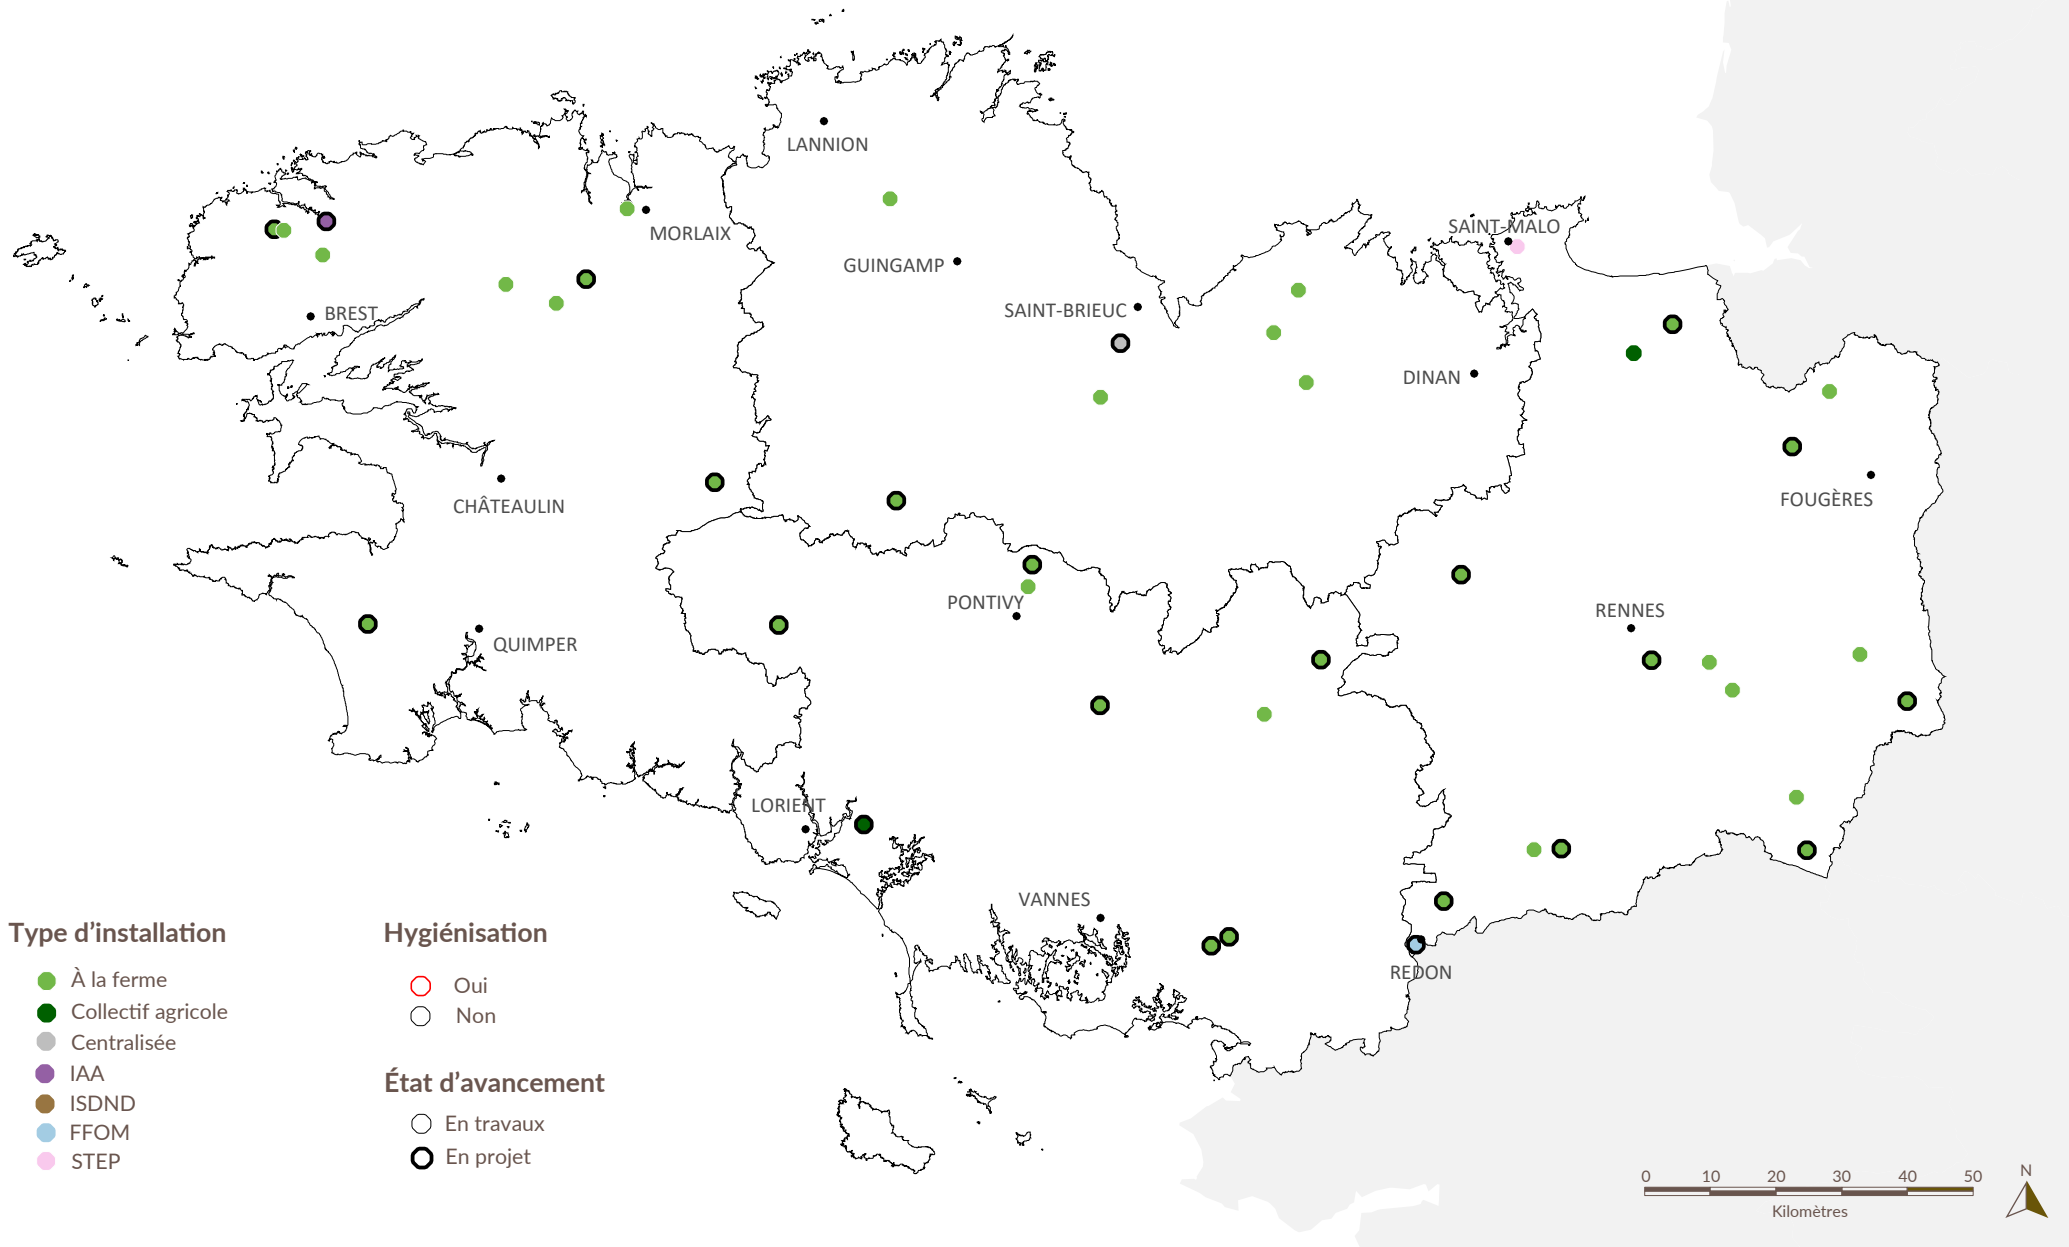 LANNION
MORLAIX
SAINT-MALO
GUINGAMP
SAINT-BRIEUC
BREST
DINAN
CHÂTEAULIN
FOUGÈRES
PONTIVY
RENNES
QUIMPER
LORIENT
VANNES
REDON
Type d’installation
À la ferme
Collectif agricole
Centralisée
IAA
ISDND
FFOM
STEP
Hygiénisation
Oui
Non
État d’avancement
En travaux
En projet
0 10 20 30 40 50
Kilomètres
N